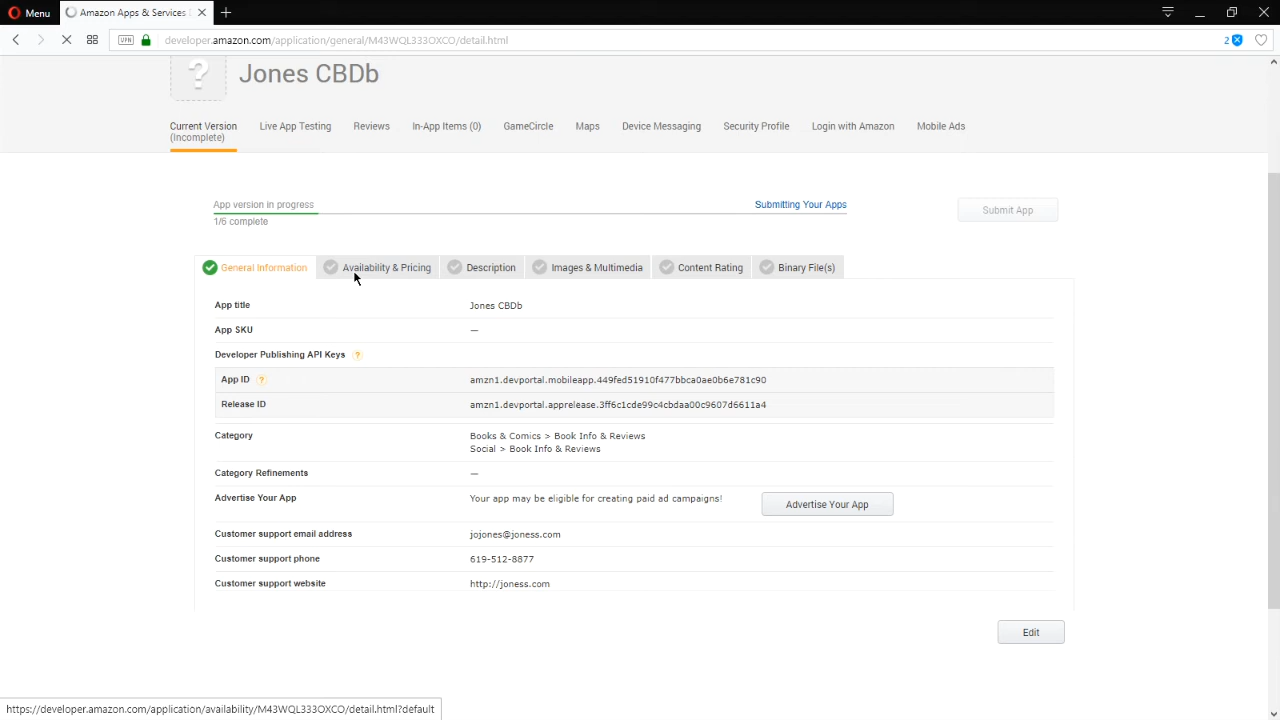 Menu
Amazon Apps & Services
VPN
developer.amazon.com/application/general/M43WQL333OXCO/detail.html
2
?
Jones CBDb
Current Version
(Incomplete)
Live App Testing
Reviews
In-App Items (0)
GameCircle
Maps
Device Messaging
Security Profile
Login with Amazon
Mobile Ads
App version in progress
1/6 complete
Submitting Your Apps
Submit App
General Information
Availability & Pricing
Description
Images & Multimedia
Content Rating
Binary File(s)
App title
Jones CBDb
App SKU
—
Developer Publishing API Keys ?
App ID ?
amzn1.devportal.mobileapp.449fed51910f477bbca0ae0b6e781c90
Release ID
amzn1.devportal.apprelease.3ff6c1cde99c4cbdaa00c9607d6611a4
Category
Books & Comics > Book Info & Reviews
Social > Book Info & Reviews
Category Refinements
—
Advertise Your App
Your app may be eligible for creating paid ad campaigns!
Advertise Your App
Customer support email address
jojones@joness.com
Customer support phone
619-512-8877
Customer support website
http://joness.com
Edit
https://developer.amazon.com/application/availability/M43WQL333OXCO/detail.html?default